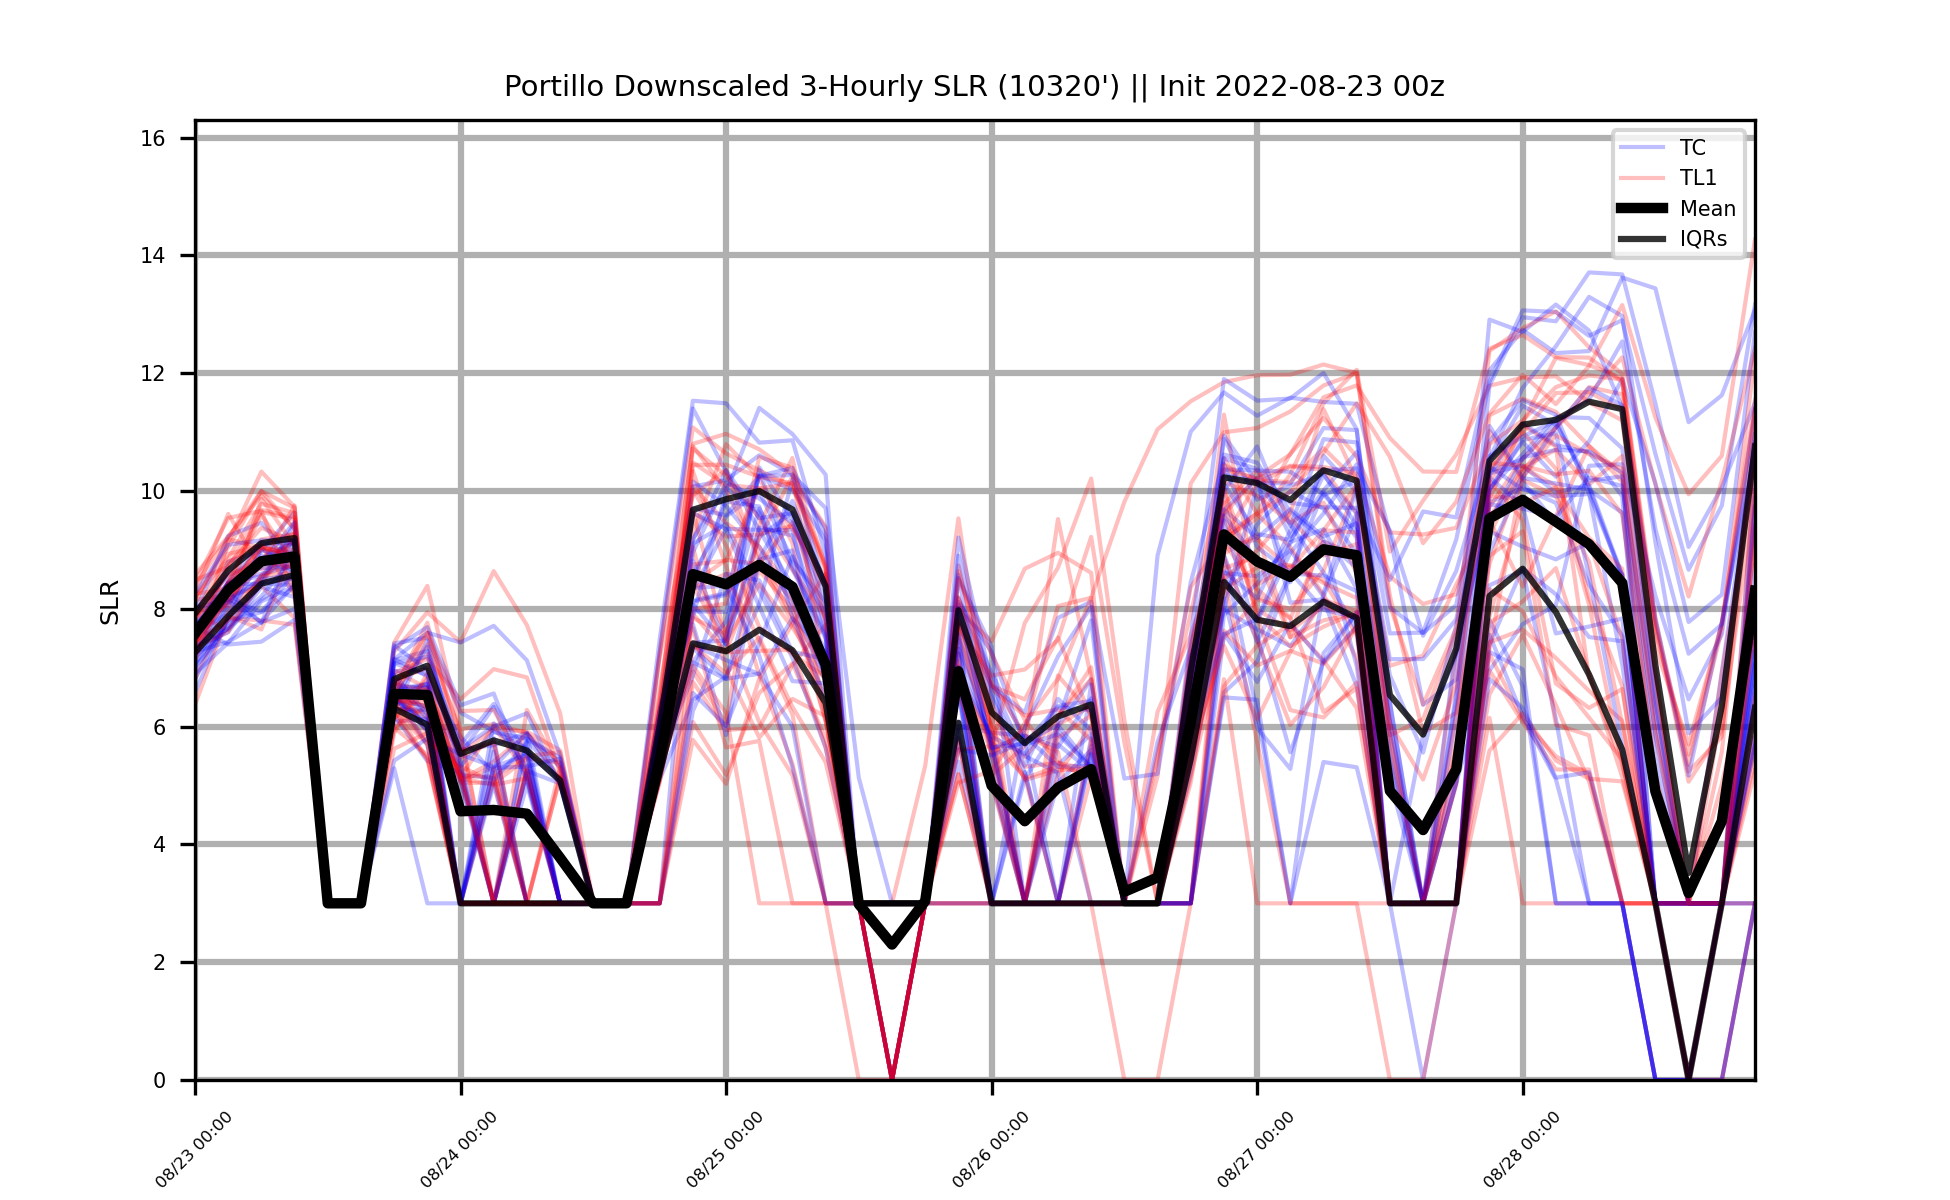 Portillo Downscaled 3-Hourly SLR (10320') || Init 2022-08-23 00z
16
14
12
10
8
6
4
2
0
SLR
TC
TL1
Mean
IQRs
08/23 00:00
08/24 00:00
08/25 00:00
08/26 00:00
08/27 00:00
08/28 00:00